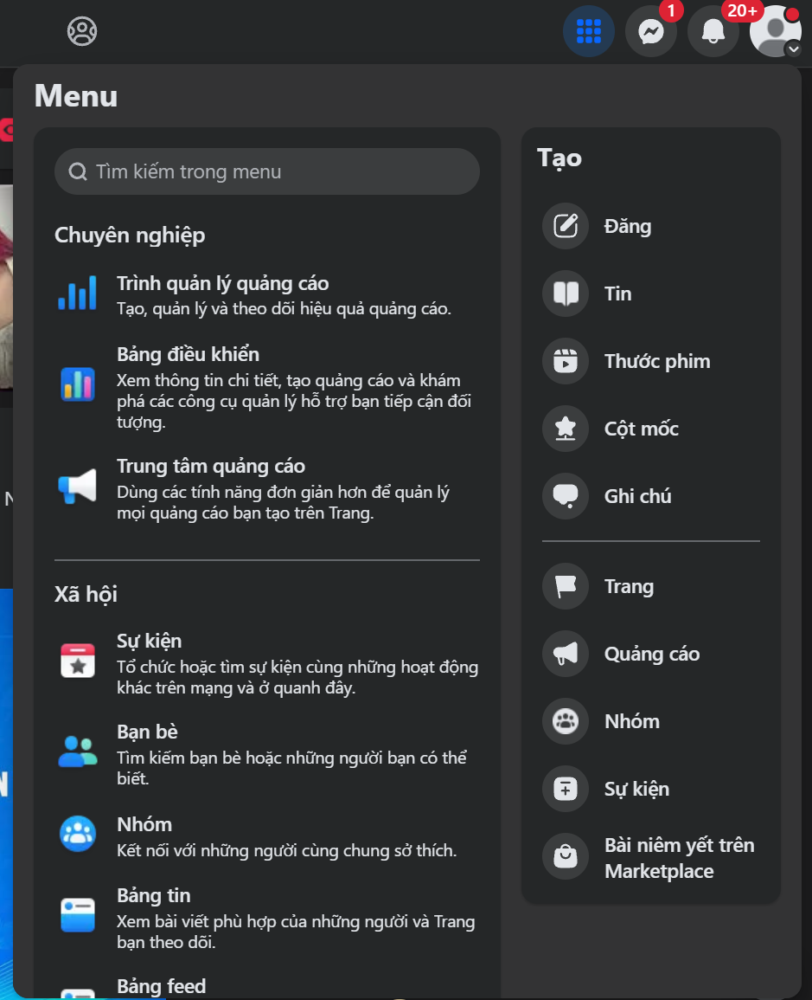 1
20+
Menu
Tìm kiếm trong menu
Chuyên nghiệp
Trình quản lý quảng cáo
Tạo, quản lý và theo dõi hiệu quả quảng cáo.
Bảng điều khiển
Xem thông tin chi tiết, tạo quảng cáo và khám
phá các công cụ quản lý hỗ trợ bạn tiếp cận đối
tượng.
Trung tâm quảng cáo
Dùng các tính năng đơn giản hơn để quản lý
mọi quảng cáo bạn tạo trên Trang.
Xã hội
Sự kiện
Tổ chức hoặc tìm sự kiện cùng những hoạt động
khác trên mạng và ở quanh đây.
Bạn bè
Tìm kiếm bạn bè hoặc những người bạn có thể
biết.
Nhóm
Kết nối với những người cùng chung sở thích.
Bảng tin
Xem bài viết phù hợp của những người và Trang
bạn theo dõi.
Bảng feed
Tạo
Đăng
Tin
Thước phim
Cột mốc
Ghi chú
Trang
Quảng cáo
Nhóm
Sự kiện
Bài niêm yết trên
Marketplace